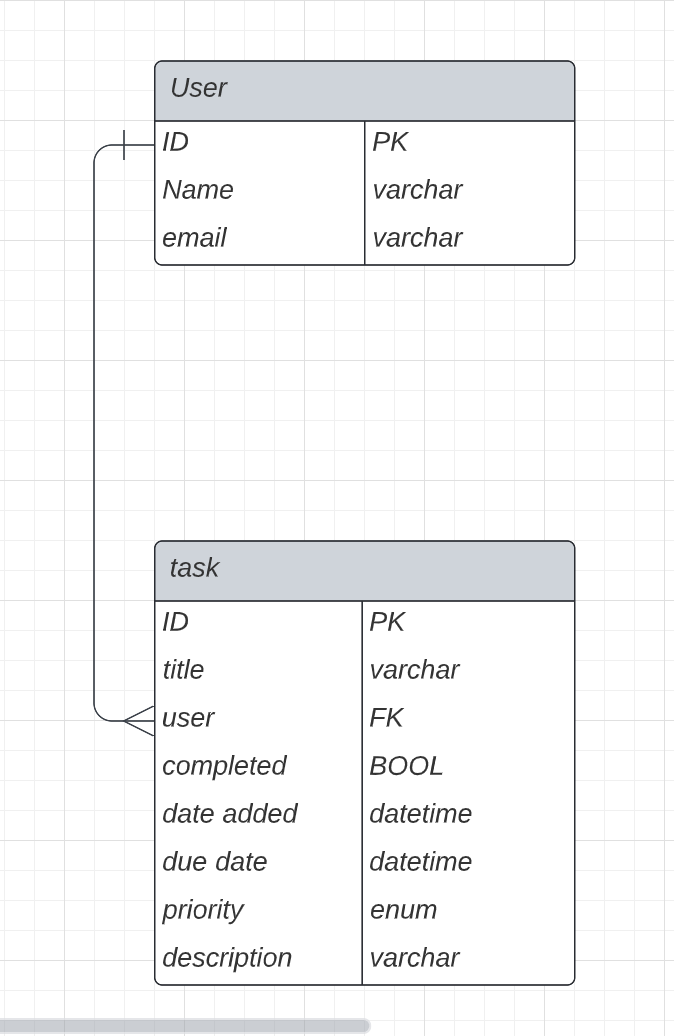 User
ID PK
Name varchar
email varchar
task
ID PK
title varchar
user FK
completed BOOL
date added datetime
due date datetime
priority enum
description varchar